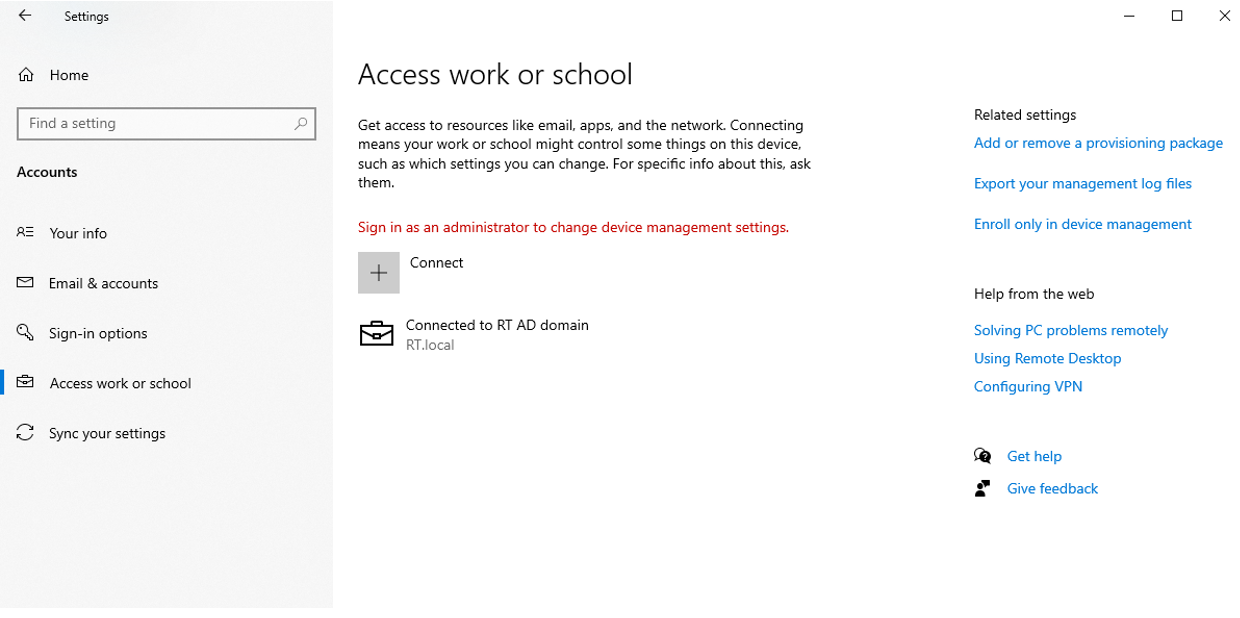 Settings
Home
Find a setting
Accounts
Your info
Email & accounts
Sign-in options
Access work or school
Sync your settings
Access work or school
Get access to resources like email, apps, and the network. Connecting
means your work or school might control some things on this device,
such as which settings you can change. For specific info about this, ask
them.
Sign in as an administrator to change device management settings.
Connect
Connected to RT AD domain
RT.local
Related settings
Add or remove a provisioning package
Export your management log files
Enroll only in device management
Help from the web
Solving PC problems remotely
Using Remote Desktop
Configuring VPN
Get help
Give feedback